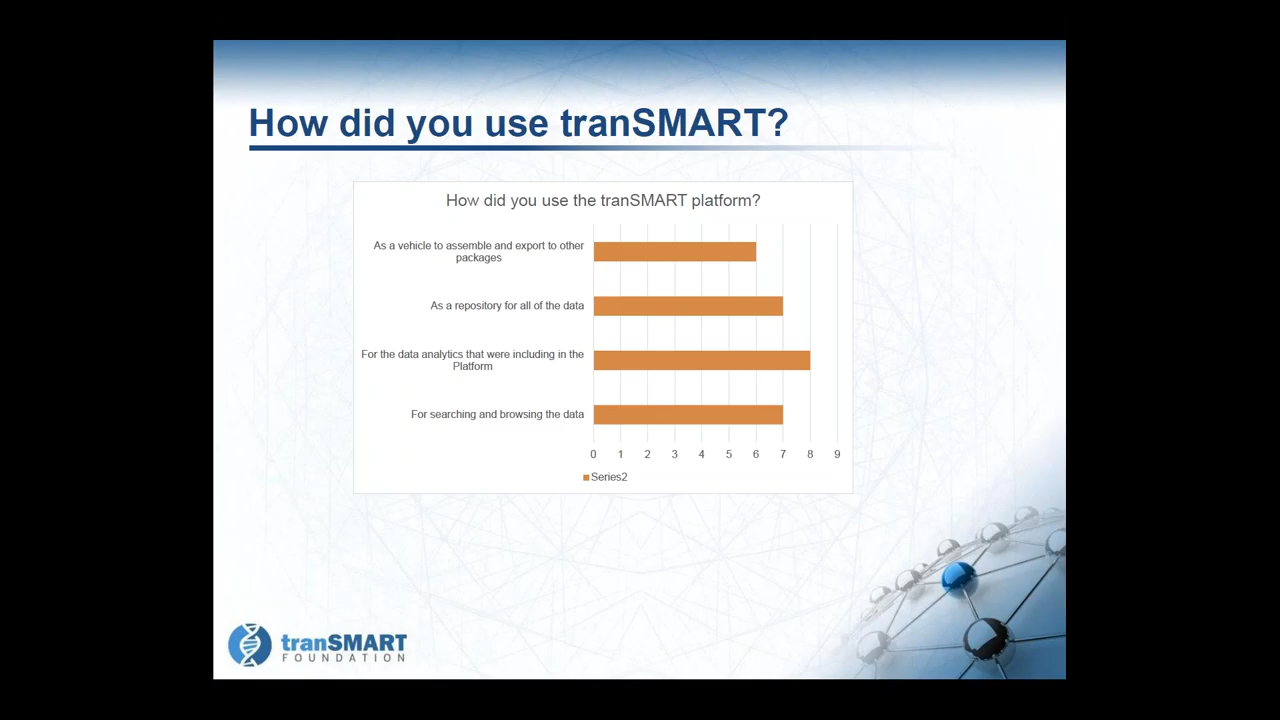 How did you use tranSMART?
How did you use the tranSMART platform?
As a vehicle to assemble and export to other
packages
As a repository for all of the data
For the data analytics that were including in the
Platform
For searching and browsing the data
0 1 2 3 4 5 6 7 8 9
Series2
tranSMART
FOUNDATION